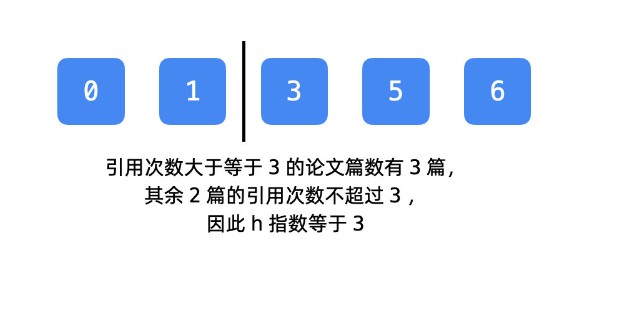 0 1 3 5 6
引用次数大于等于 3 的论文篇数有 3 篇，
其余 2 篇的引用次数不超过 3 ，
因此 h 指数等于 3